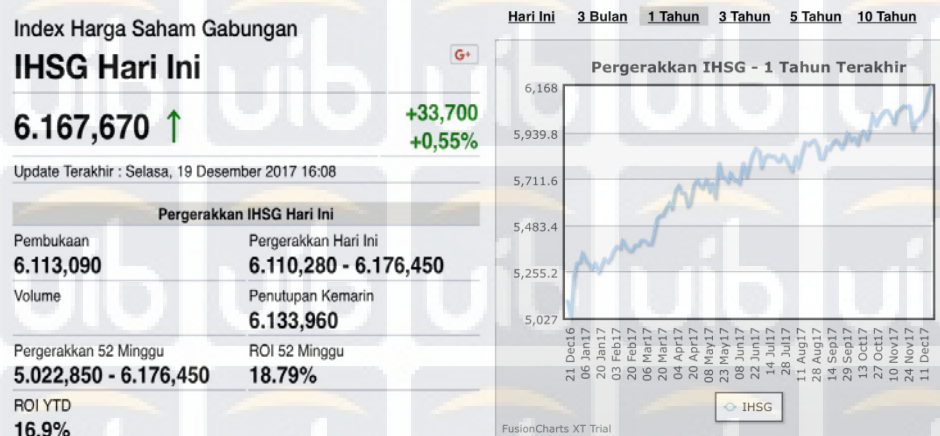 Index Harga Saham Gabungan
IHSG Hari Ini
G+
6.167,670 ↑
+33,700
+0,55%
Update Terakhir : Selasa, 19 Desember 2017 16:08
Pergerakkan IHSG Hari Ini
Pembukaan
6.113,090
Pergerakkan Hari Ini
6.110,280 - 6.176,450
Volume
Penutupan Kemarin
6.133,960
Pergerakkan 52 Minggu
5.022,850 - 6.176,450
ROI 52 Minggu
18.79%
ROI YTD
16.9%
Hari Ini 3 Bulan 1 Tahun 3 Tahun 5 Tahun 10 Tahun
Pergerakkan IHSG - 1 Tahun Terakhir
6,168
5,939.8
5,711.6
5,483.4
5,255.2
5,027
21 Dec16
06 Jan17
20 Jan17
03 Feb17
20 Feb17
06 Mar17
20 Mar17
04 Apr17
20 Apr17
08 May17
23 May17
08 Jun17
22 Jun17
14 Jul17
28 Jul17
11 Aug17
28 Aug17
14 Sep17
29 Sep17
13 Oct17
27 Oct17
10 Nov17
24 Nov17
11 Dec17
IHSG
FusionCharts XT Trial
uib